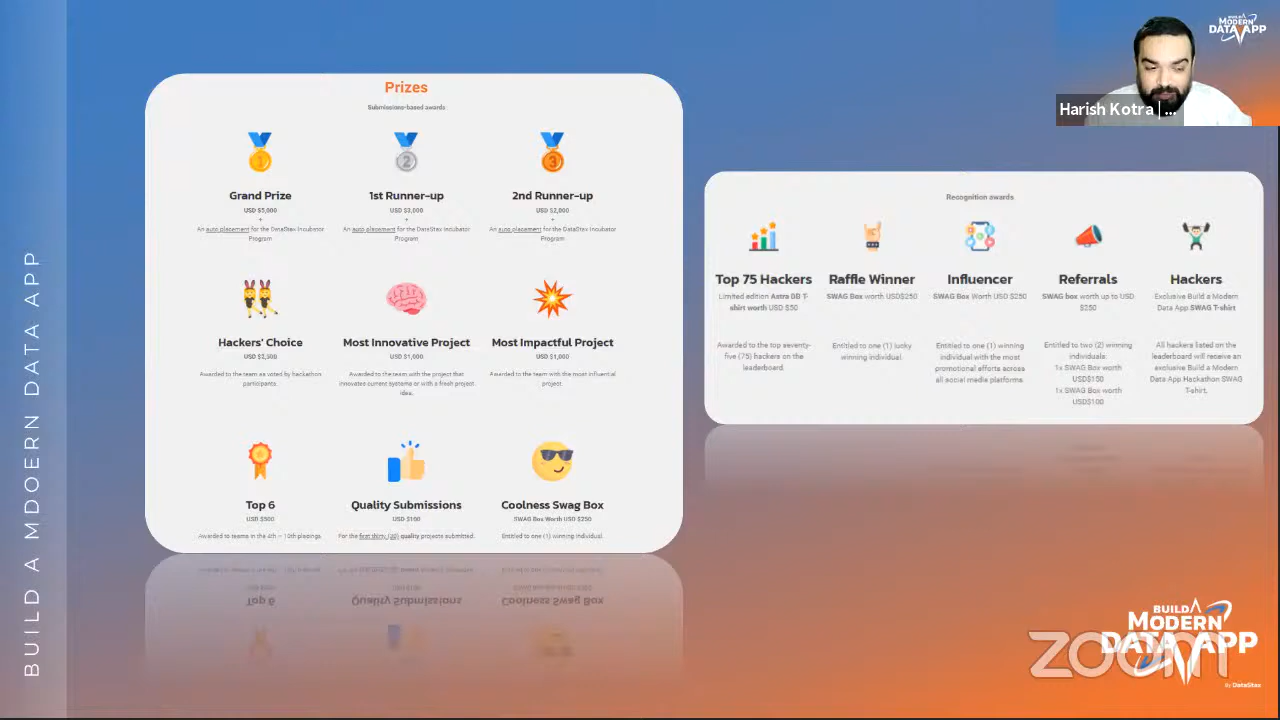 BUILD A MDOERN DATA APP
Prizes
Submissions-based awards
Grand Prize
USD $5,000
+
An auto placement for the DataStax Incubator
Program
1st Runner-up
USD $3,000
+
An auto placement for the DataStax Incubator
Program
2nd Runner-up
USD $2,000
+
An auto placement for the DataStax Incubator
Program
Hackers' Choice
USD $2,500
Awarded to the team as voted by hackathon
participants.
Most Innovative Project
USD $1,000
Awarded to the team with the project that
innovates current systems or with a fresh project
idea.
Most Impactful Project
USD $1,000
Awarded to the team with the most influential
project
Top 6
USD $500
Awarded to teams in the 4th – 10th placings.
Quality Submissions
USD $100
For the first thirty (30) quality projects submitted.
Coolness Swag Box
SWAG Box Worth USD $250
Entitled to one (1) winning individual.
Recognition awards
Top 75 Hackers
Limited edition Astra DB T-
shirt worth USD $50
Awarded to the top seventy-
five (75) hackers on the
leaderboard.
Raffle Winner
SWAG Box worth USD$250
Entitled to one (1) lucky
winning individual.
Influencer
SWAG Box Worth USD $250
Entitled to one (1) winning
individual with the most
promotional efforts across
all social media platforms.
Referrals
SWAG box worth up to USD
$250
Entitled to two (2) winning
individuals:
1x SWAG Box worth
USD$150
1x SWAG Box worth
USD$100
Hackers
Exclusive Build a Modern
Data App SWAG T-shirt
All hackers listed on the
leaderboard will receive an
exclusive Build a Modern
Data App Hackathon SWAG
T-shirt.
BUILD A
MODERN
DATA APP
Harish Kotra | ...
BUILD A
MODERN
DATA APP
By DataStax
zoom